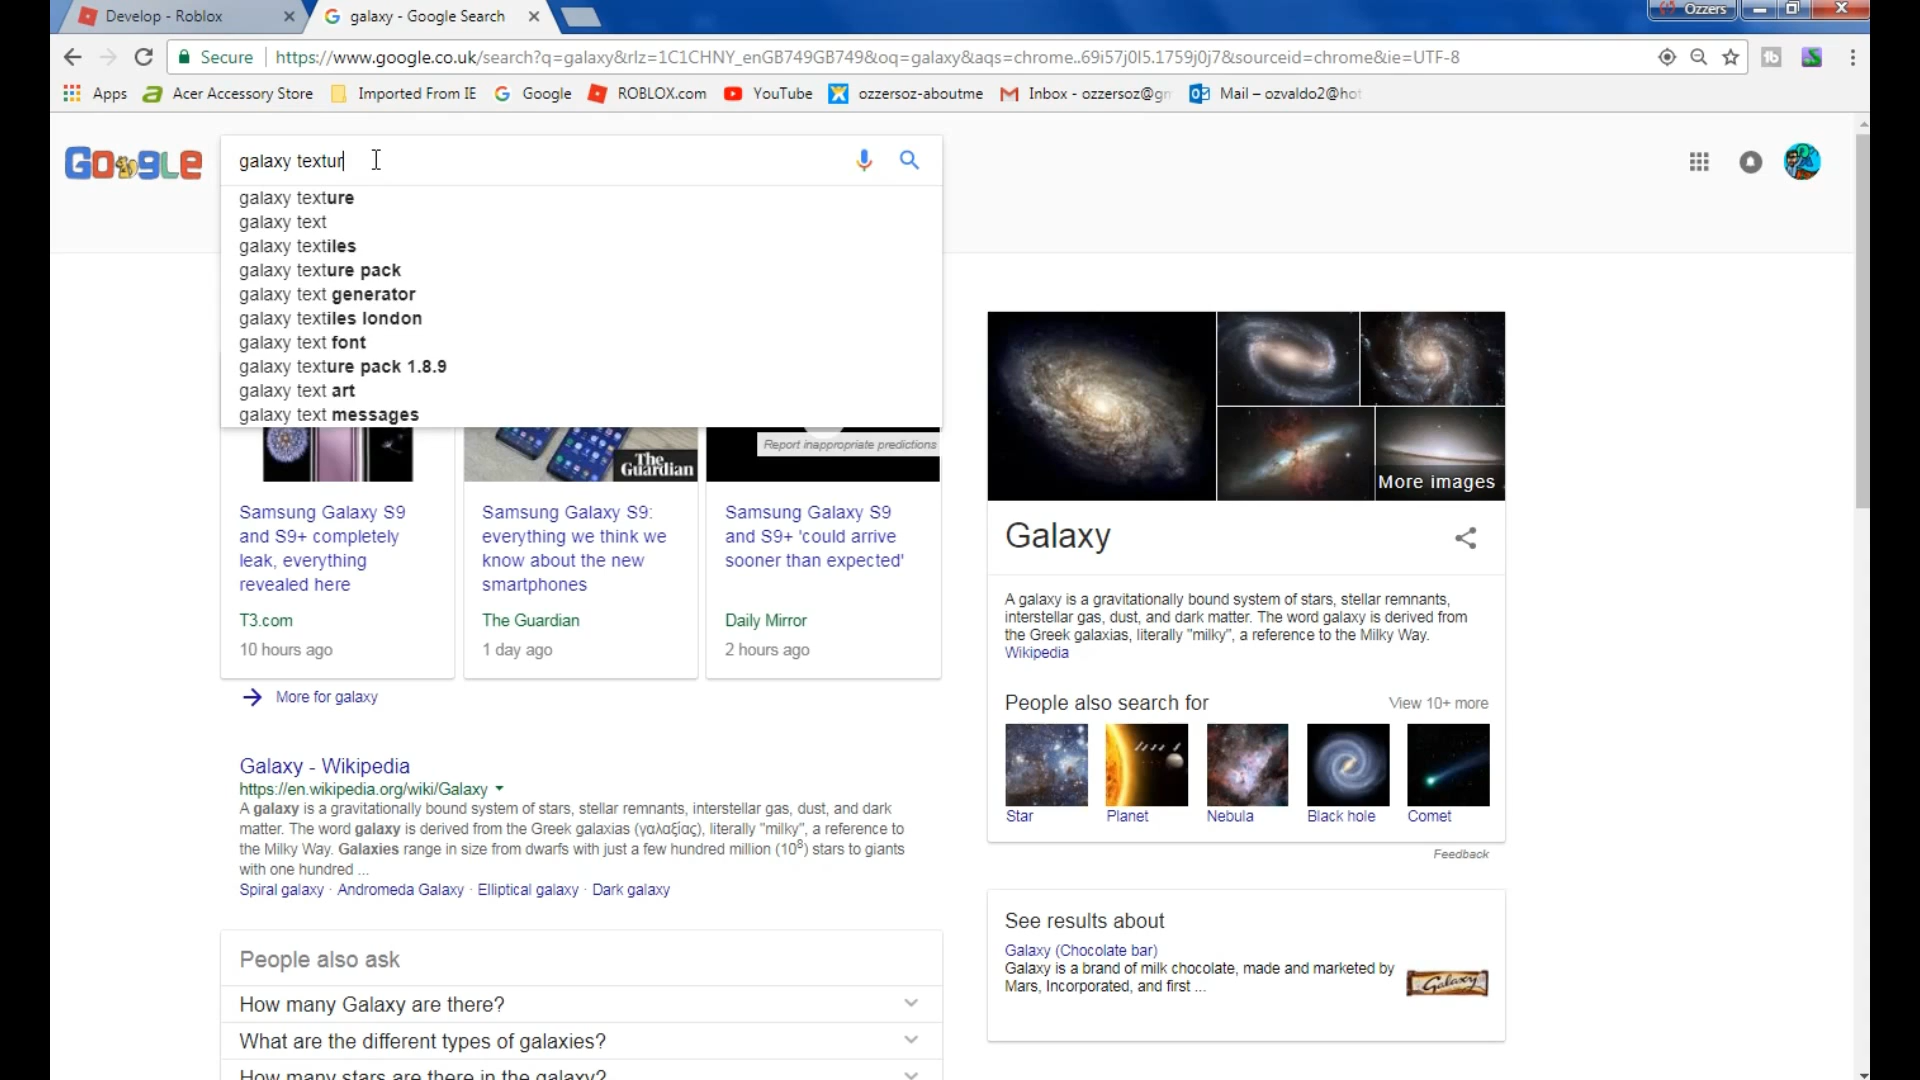 Develop - Roblox
galaxy - Google Search
Ozzers
Secure
https://www.google.co.uk/search?q=galaxy&rlz=1C1CHNY_enGB749GB749&oq=galaxy&aqs=chrome..69i57j0l5.1759j0j7&sourceid=chrome&ie=UTF-8
Apps
Acer Accessory Store
Imported From IE
Google
ROBLOX.com
YouTube
ozzersoz-aboutme
Inbox - ozzersoz@gm
Mail – ozvaldo2@hot
Google
galaxy textur
galaxy texture
galaxy text
galaxy textiles
galaxy texture pack
galaxy text generator
galaxy textiles london
galaxy text font
galaxy texture pack 1.8.9
galaxy text art
galaxy text messages
Report inappropriate predictions
The Guardian
Samsung Galaxy S9
and S9+ completely
leak, everything
revealed here
T3.com
10 hours ago
Samsung Galaxy S9:
everything we think we
know about the new
smartphones
The Guardian
1 day ago
Samsung Galaxy S9
and S9+ 'could arrive
sooner than expected'
Daily Mirror
2 hours ago
More for galaxy
Galaxy - Wikipedia
https://en.wikipedia.org/wiki/Galaxy
A galaxy is a gravitationally bound system of stars, stellar remnants, interstellar gas, dust, and dark
matter. The word galaxy is derived from the Greek galaxias (γαλαξίας), literally "milky", a reference to
the Milky Way. Galaxies range in size from dwarfs with just a few hundred million (10⁸) stars to giants
with one hundred ...
Spiral galaxy · Andromeda Galaxy · Elliptical galaxy · Dark galaxy
People also ask
How many Galaxy are there?
What are the different types of galaxies?
How many stars are there in the galaxy?
More images
Galaxy
A galaxy is a gravitationally bound system of stars, stellar remnants,
interstellar gas, dust, and dark matter. The word galaxy is derived from
the Greek galaxias, literally "milky", a reference to the Milky Way.
Wikipedia
People also search for
View 10+ more
Star
Planet
Nebula
Black hole
Comet
Feedback
See results about
Galaxy (Chocolate bar)
Galaxy is a brand of milk chocolate, made and marketed by
Mars, Incorporated, and first ...
Galaxy